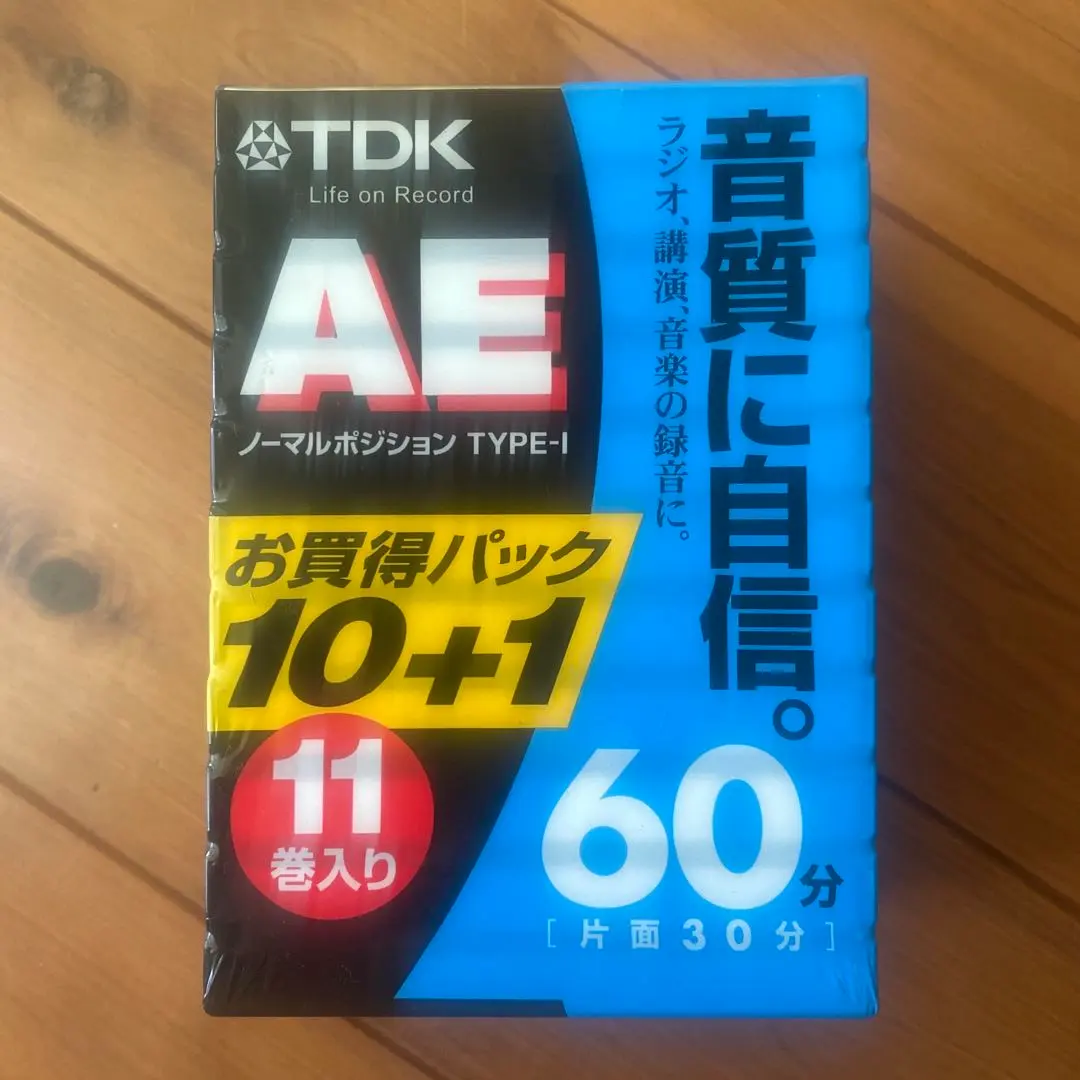 TDK
Life on Record
AE
ノーマルポジション TYPE-I
音質に自信。
ラジオ、講演、音楽の録音に。
お買得パック
10+1
11
巻入り
60分
[片面30分]